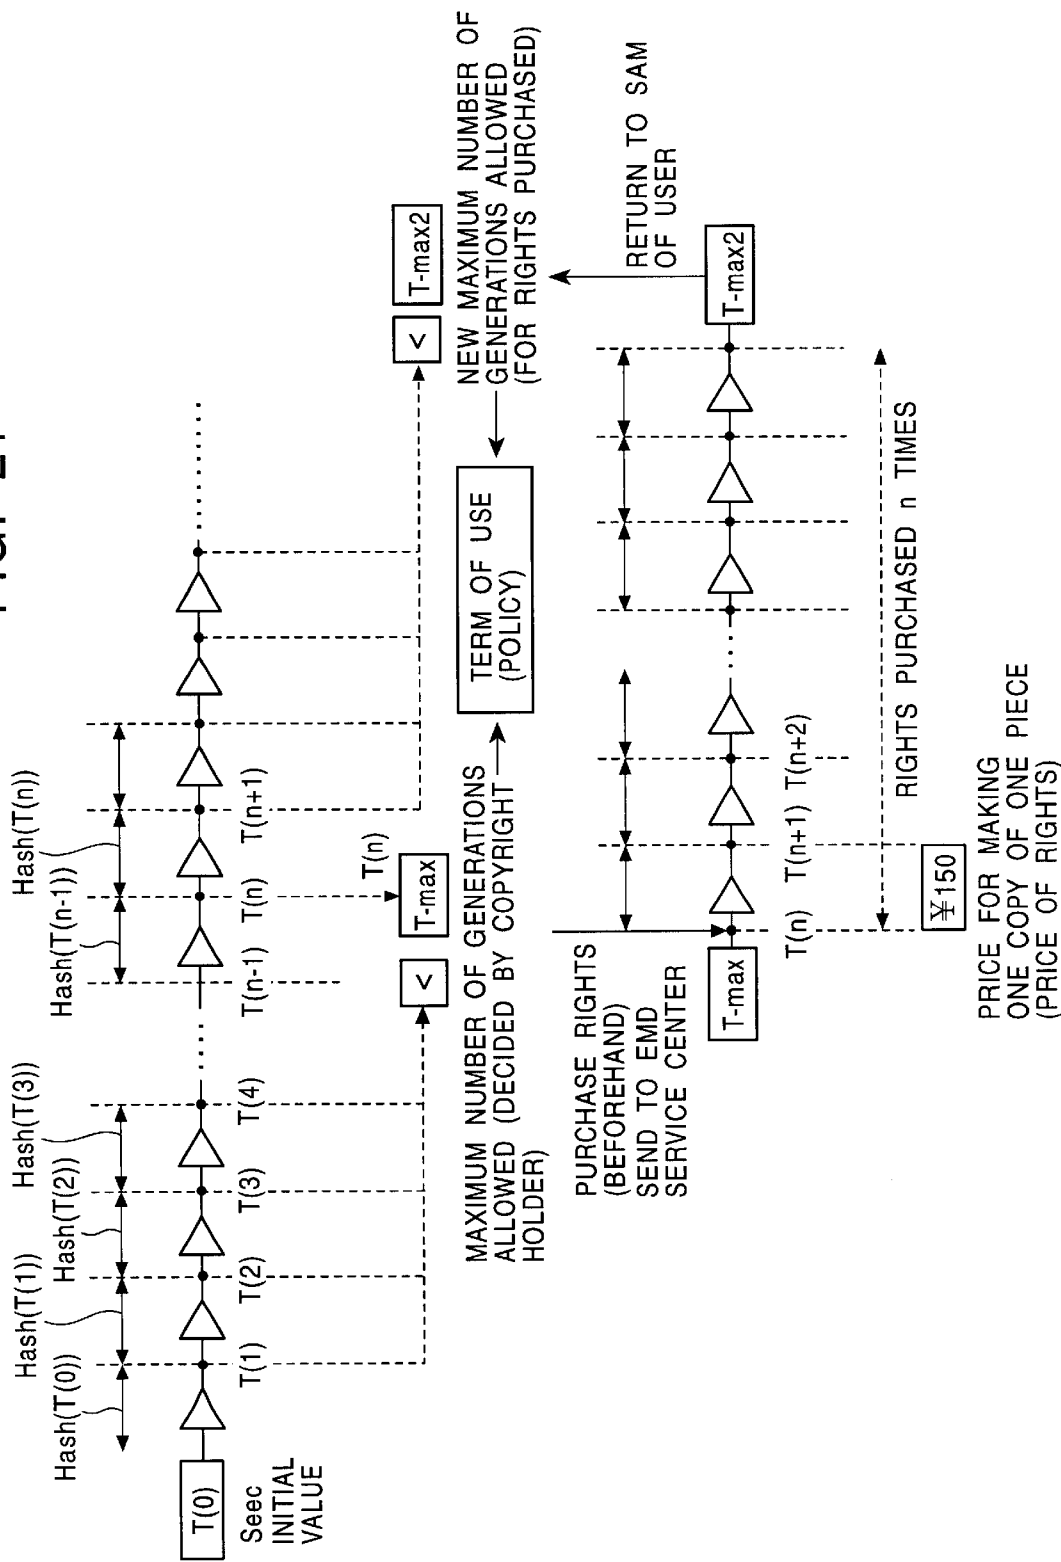 Hash(T(0))
Hash(T(1))
Hash(T(2))
Hash(T(3))
Hash(T(n-1))
Hash(T(n))
T(0)
Seec
INITIAL
VALUE
T(1)
T(2)
T(3)
T(4)
T(n-1)
T(n)
T(n+1)
T(n)
<
T-max
<
T-max2
MAXIMUM NUMBER OF GENERATIONS
ALLOWED (DECIDED BY COPYRIGHT
HOLDER)
TERM OF USE
(POLICY)
NEW MAXIMUM NUMBER OF
GENERATIONS ALLOWED
(FOR RIGHTS PURCHASED)
PURCHASE RIGHTS
(BEFOREHAND)
SEND TO EMD
SERVICE CENTER
RETURN TO SAM
OF USER
T-max
T-max2
T(n)
T(n+1)
T(n+2)
RIGHTS PURCHASED n TIMES
¥150
PRICE FOR MAKING
ONE COPY OF ONE PIECE
(PRICE OF RIGHTS)